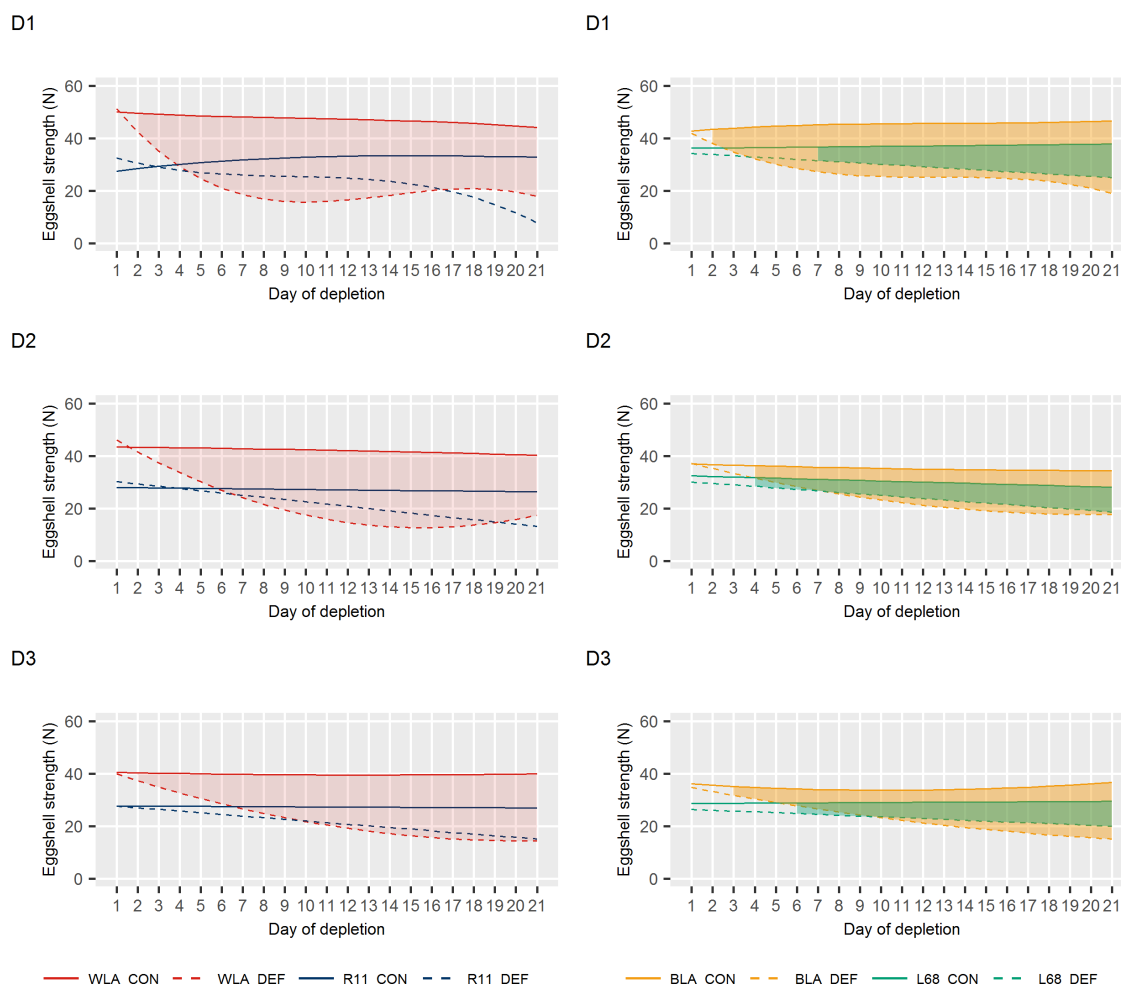 D1
D1
Eggshell strength (N)
60
40
20
0
1 2 3 4 5 6 7 8 9 10 11 12 13 14 15 16 17 18 19 20 21
Day of depletion
Eggshell strength (N)
60
40
20
0
1 2 3 4 5 6 7 8 9 10 11 12 13 14 15 16 17 18 19 20 21
Day of depletion
D2
D2
Eggshell strength (N)
60
40
20
0
1 2 3 4 5 6 7 8 9 10 11 12 13 14 15 16 17 18 19 20 21
Day of depletion
Eggshell strength (N)
60
40
20
0
1 2 3 4 5 6 7 8 9 10 11 12 13 14 15 16 17 18 19 20 21
Day of depletion
D3
D3
Eggshell strength (N)
60
40
20
0
1 2 3 4 5 6 7 8 9 10 11 12 13 14 15 16 17 18 19 20 21
Day of depletion
Eggshell strength (N)
60
40
20
0
1 2 3 4 5 6 7 8 9 10 11 12 13 14 15 16 17 18 19 20 21
Day of depletion
WLA CON WLA DEF R11 CON R11 DEF
BLA CON BLA DEF L68 CON L68 DEF